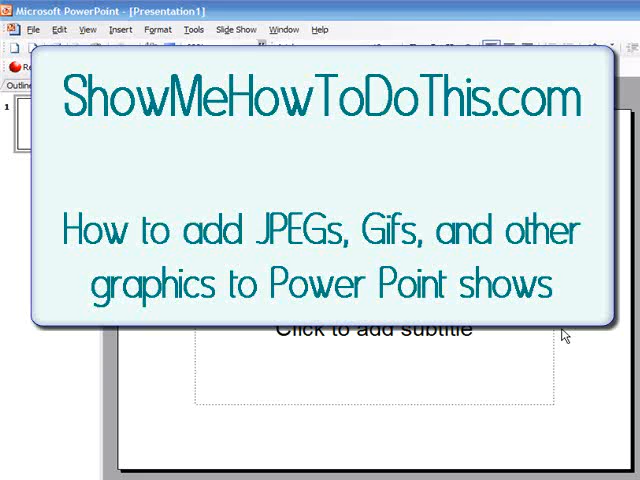 Microsoft PowerPoint - [Presentation1]
File Edit View Insert Format Tools Slide Show Window Help
ShowMeHowToDoThis.com
1
How to add JPEGs, Gifs, and other
graphics to Power Point shows
Click to add subtitle